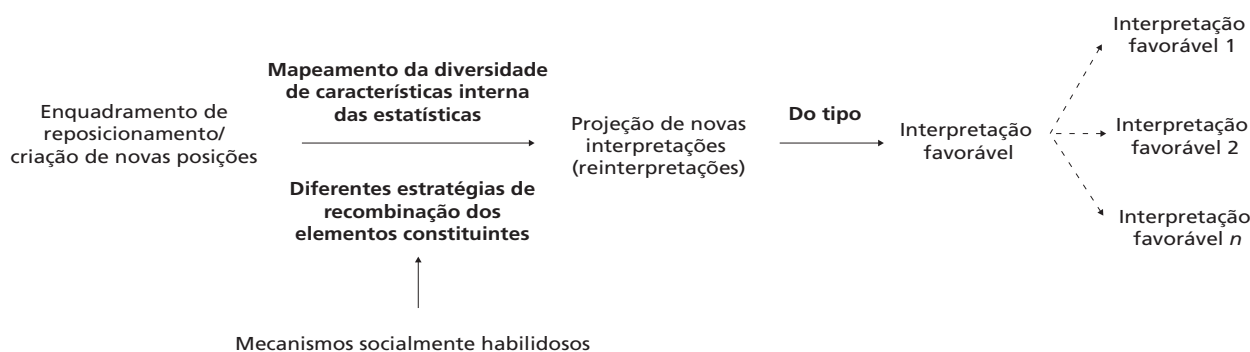 Enquadramento de
reposicionamento/
criação de novas posições
Mapeamento da diversidade
de características interna
das estatísticas
Diferentes estratégias de
recombinação dos
elementos constituintes
Mecanismos socialmente habilidosos
Projeção de novas
interpretações
(reinterpretações)
Do tipo
Interpretação
favorável
Interpretação
favorável 1
Interpretação
favorável 2
Interpretação
favorável n